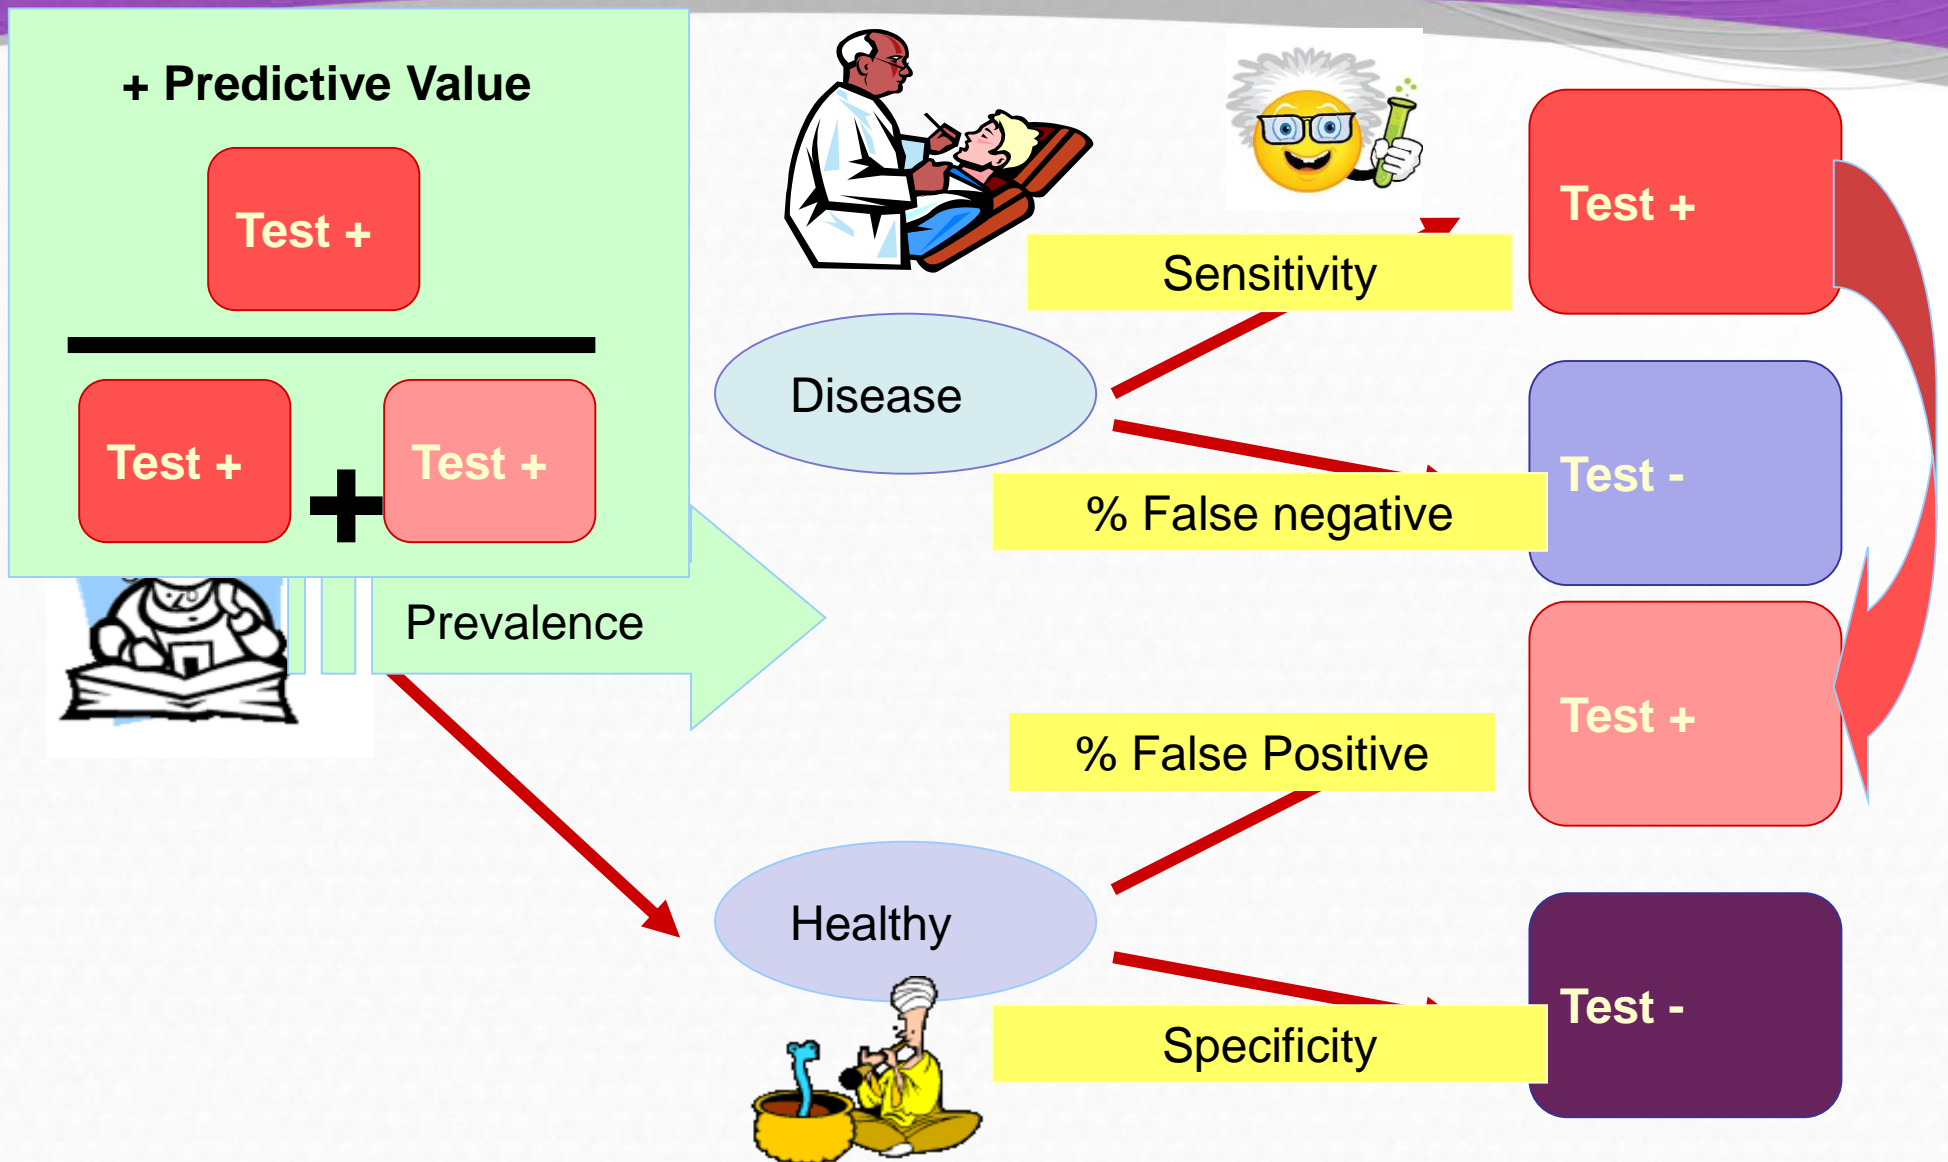 + Predictive Value
Test +
Test +
+
Test +
Prevalence
Disease
Healthy
Sensitivity
% False negative
% False Positive
Specificity
Test +
Test -
Test +
Test -